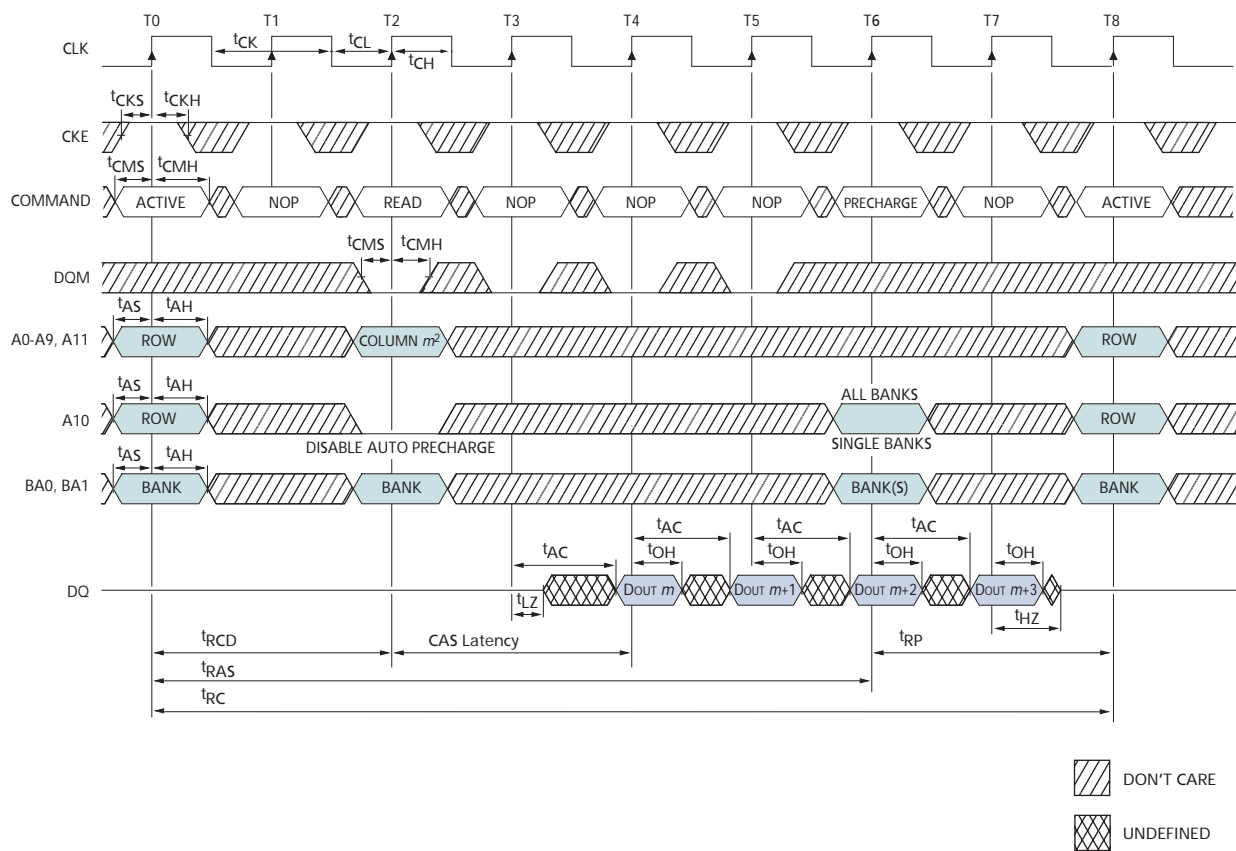 T0 T1 T2 T3 T4 T5 T6 T7 T8
CLK
tCK tCL
tCH
tCKS tCKH
CKE
tCMS tCMH
COMMAND ACTIVE NOP READ NOP NOP NOP PRECHARGE NOP ACTIVE
tCMS tCMH
DQM
tAS tAH
A0-A9, A11 ROW COLUMN m2 ROW
tAS tAH ALL BANKS
A10 ROW ROW
DISABLE AUTO PRECHARGE SINGLE BANKS
tAS tAH
BA0, BA1 BANK BANK BANK(S) BANK
tAC tAC tAC
tAC tOH tOH tOH tOH
DQ DOUT m DOUT m+1 DOUT m+2 DOUT m+3
tLZ tHZ
tRCD CAS Latency tRP
tRAS
tRC
DON'T CARE
UNDEFINED